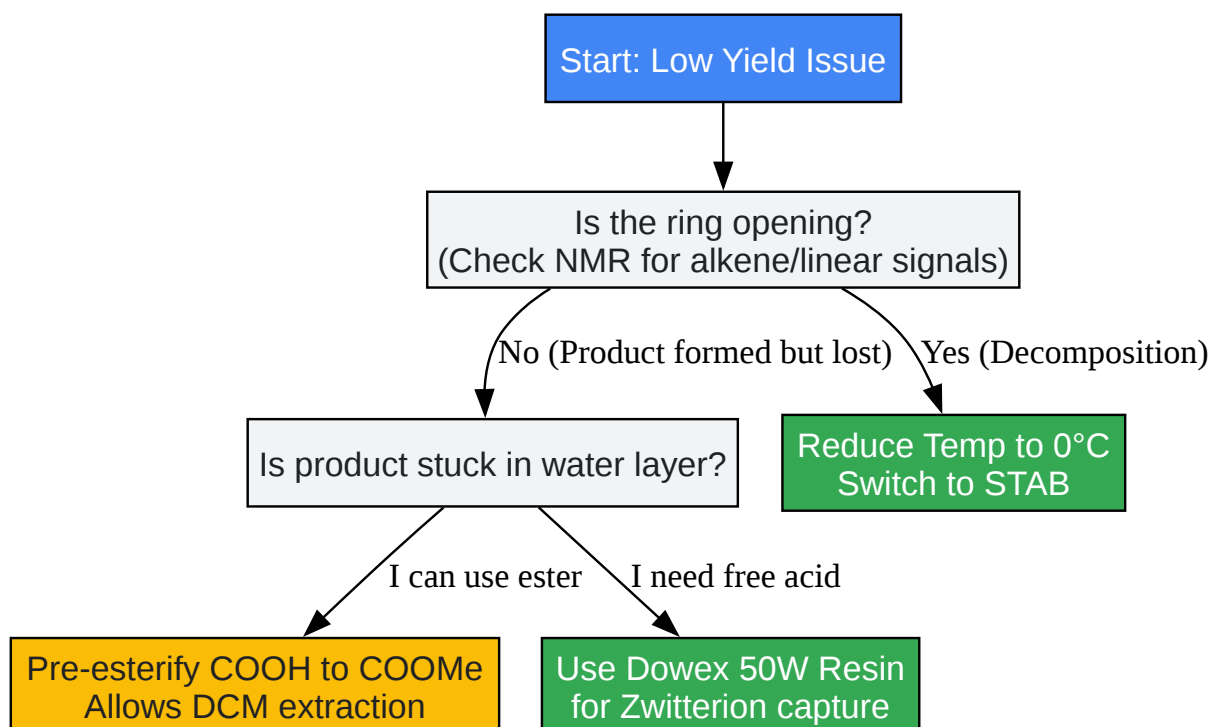 Start: Low Yield Issue
Is the ring opening?
(Check NMR for alkene/linear signals)
No (Product formed but lost)
Yes (Decomposition)
Is product stuck in water layer?
Reduce Temp to 0°C
Switch to STAB
I can use ester
I need free acid
Pre-esterify COOH to COOMe
Allows DCM extraction
Use Dowex 50W Resin
for Zwitterion capture